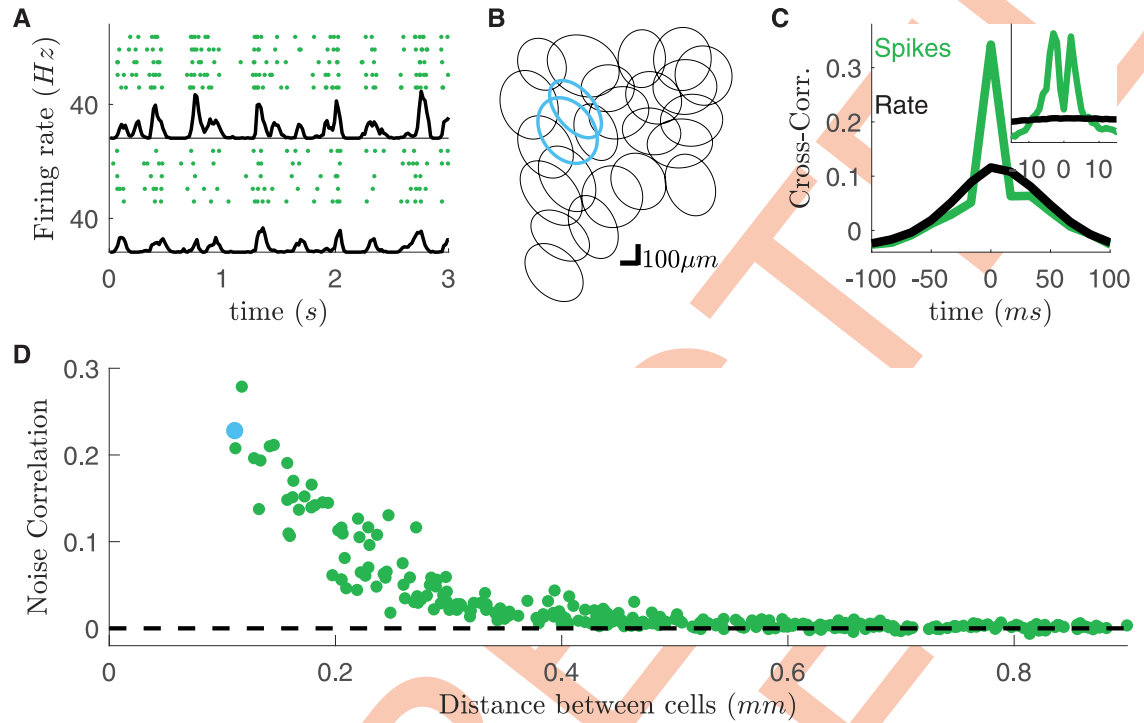 A
Firing rate (Hz)
40
40
0 1 2 3
time (s)
B
100μm
C
Spikes
Rate
Cross-Corr.
0.3
0.2
0.1
0
-10 0 10
-100 -50 0 50 100
time (ms)
D
Noise Correlation
0.3
0.2
0.1
0
0 0.2 0.4 0.6 0.8
Distance between cells (mm)